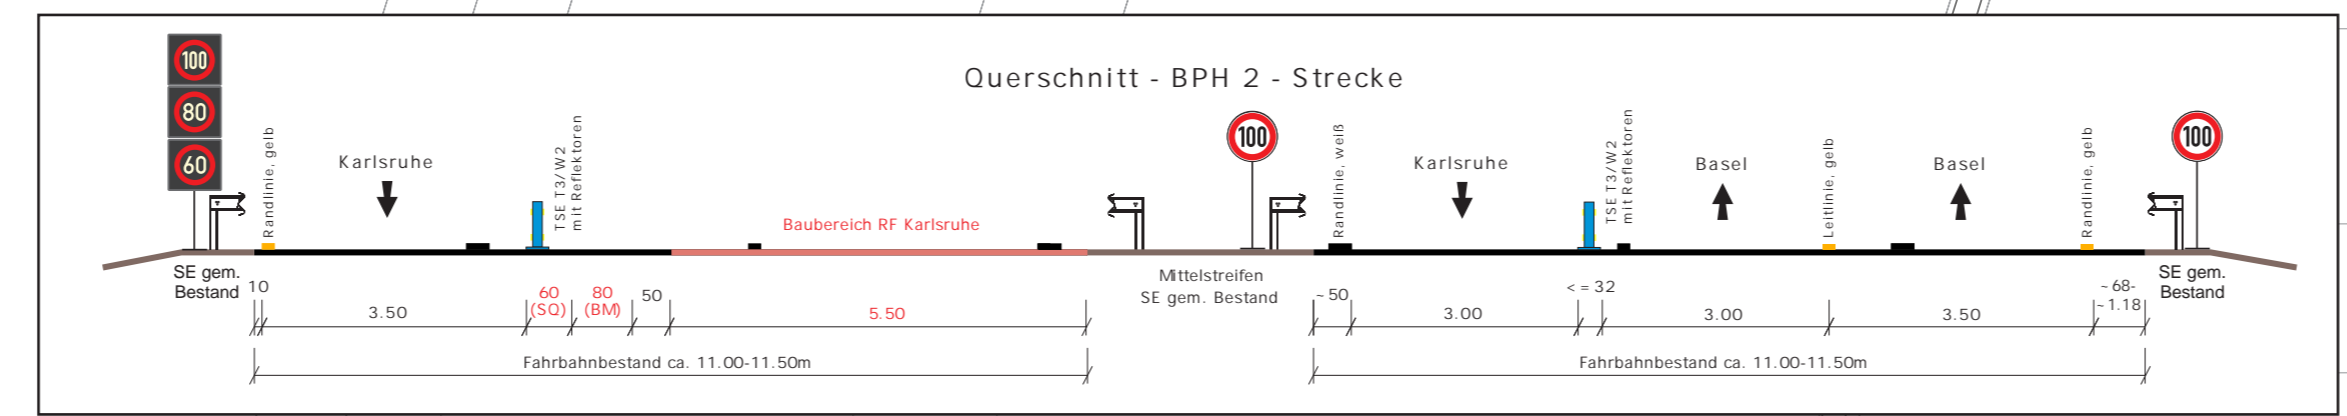 Querschnitt - BPH 2 - Strecke
100
80
60
Randlinie, gelb
Karlsruhe
TSE T3/W2
mit Reflektoren
Baubereich RF Karlsruhe
100
Randlinie, weiß
Karlsruhe
TSE T3/W2
mit Reflektoren
Basel
Leitlinie, gelb
Basel
Randlinie, gelb
100
SE gem.
Bestand
Mittelstreifen
SE gem. Bestand
SE gem.
Bestand
10
3.50
60
(SQ)
80
(BM)
50
5.50
~50
3.00
<=32
3.00
3.50
~68-
~1.18
Fahrbahnbestand ca. 11.00-11.50m
Fahrbahnbestand ca. 11.00-11.50m